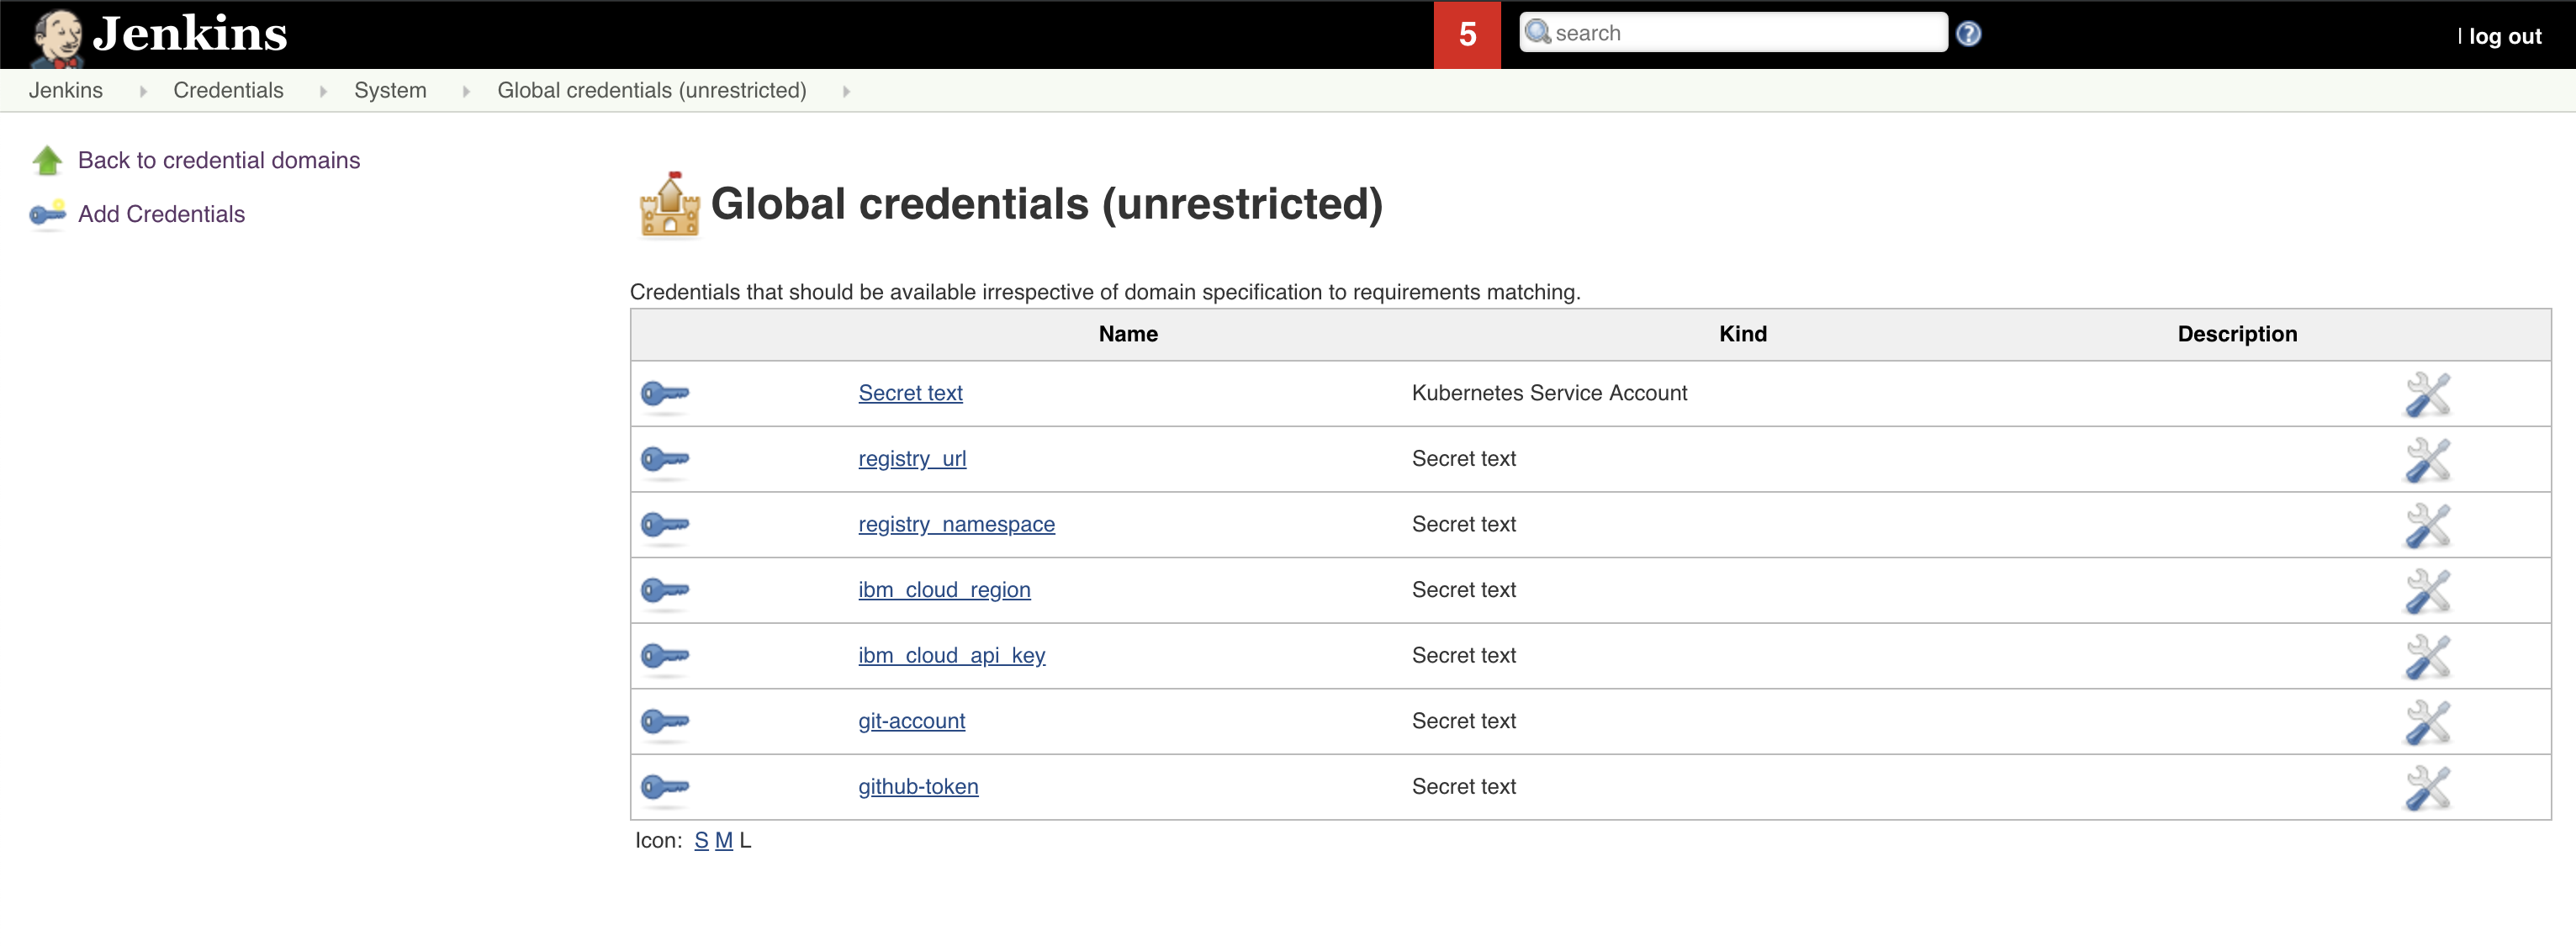 Jenkins
5
search
?
| log out
Jenkins Credentials System Global credentials (unrestricted)
Back to credential domains
Add Credentials
Global credentials (unrestricted)
Credentials that should be available irrespective of domain specification to requirements matching.
Name Kind Description
Secret text Kubernetes Service Account
registry_url Secret text
registry_namespace Secret text
ibm_cloud_region Secret text
ibm_cloud_api_key Secret text
git-account Secret text
github-token Secret text
Icon: S M L